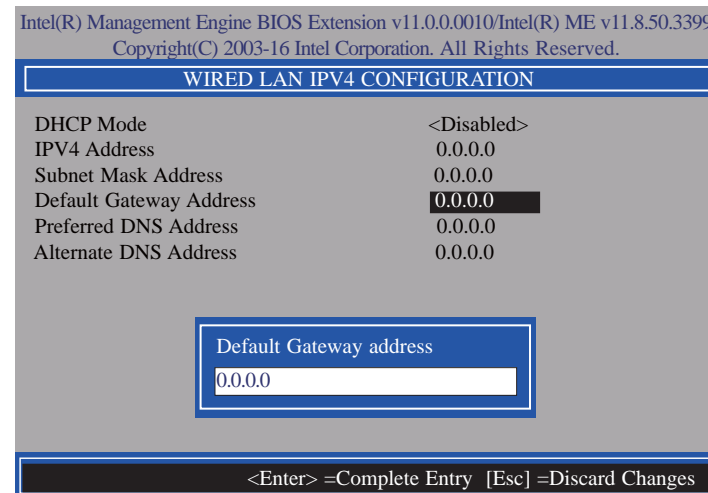 Intel(R) Management Engine BIOS Extension v11.0.0.0010/Intel(R) ME v11.8.50.3399
Copyright(C) 2003-16 Intel Corporation. All Rights Reserved.
WIRED LAN IPV4 CONFIGURATION
DHCP Mode <Disabled>
IPV4 Address 0.0.0.0
Subnet Mask Address 0.0.0.0
Default Gateway Address 0.0.0.0
Preferred DNS Address 0.0.0.0
Alternate DNS Address 0.0.0.0
Default Gateway address
0.0.0.0
<Enter> =Complete Entry [Esc] =Discard Changes